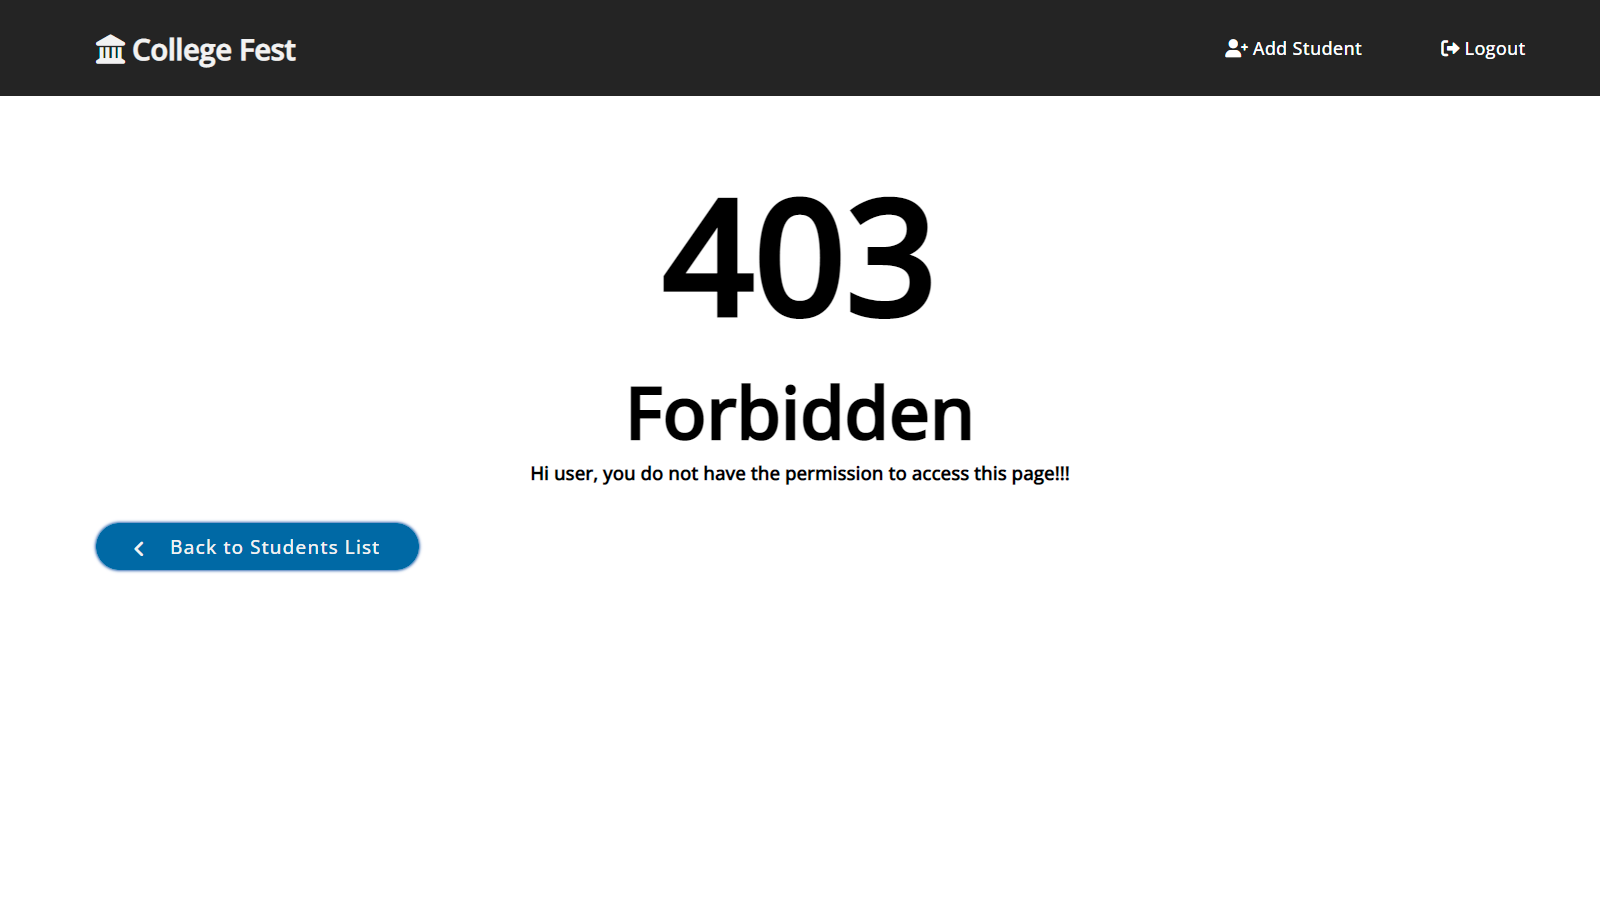 College Fest
Add Student
Logout
403
Forbidden
Hi user, you do not have the permission to access this page!!!
Back to Students List